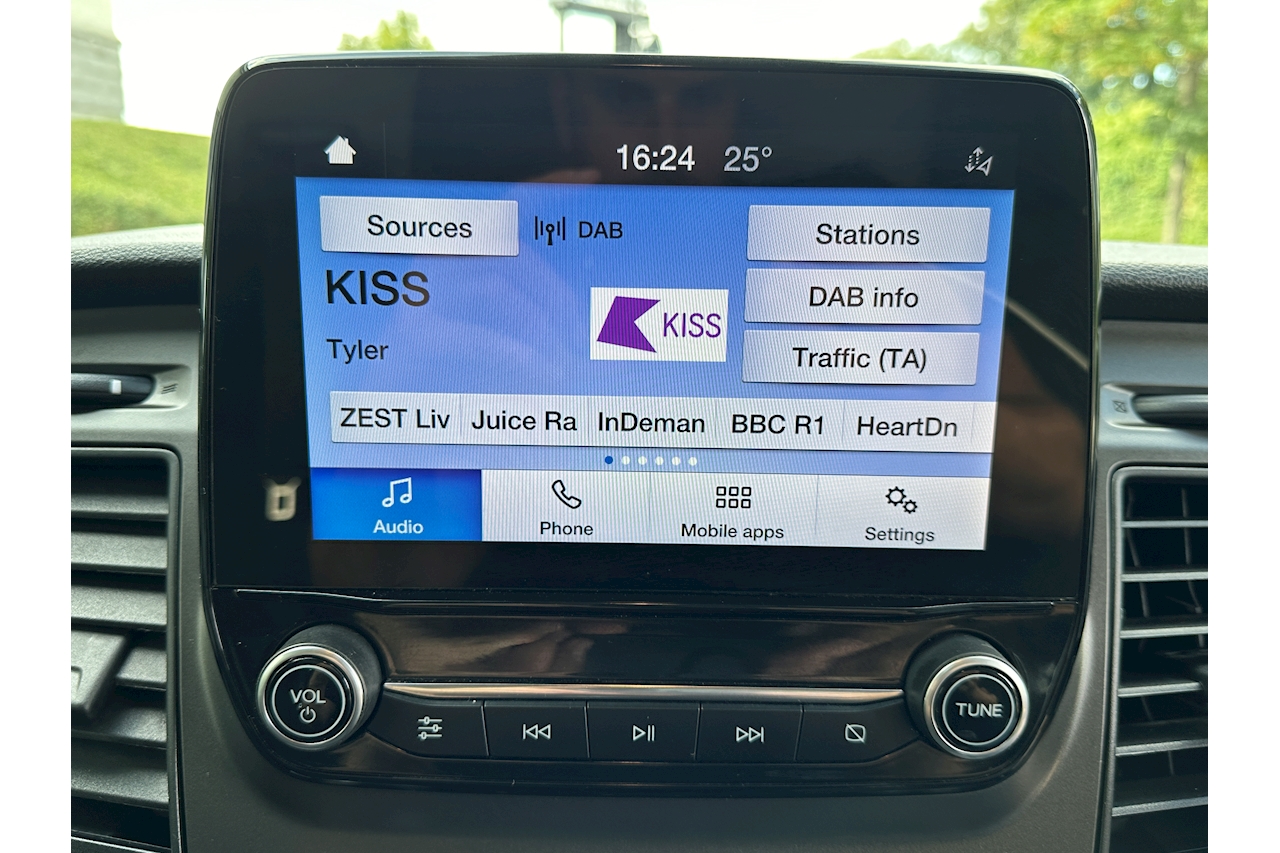 16:24 25°
Sources DAB Stations
KISS KISS DAB info
Tyler Traffic (TA)
ZEST Liv Juice Ra InDeman BBC R1 HeartDn
Audio Phone Mobile apps Settings
VOL TUNE